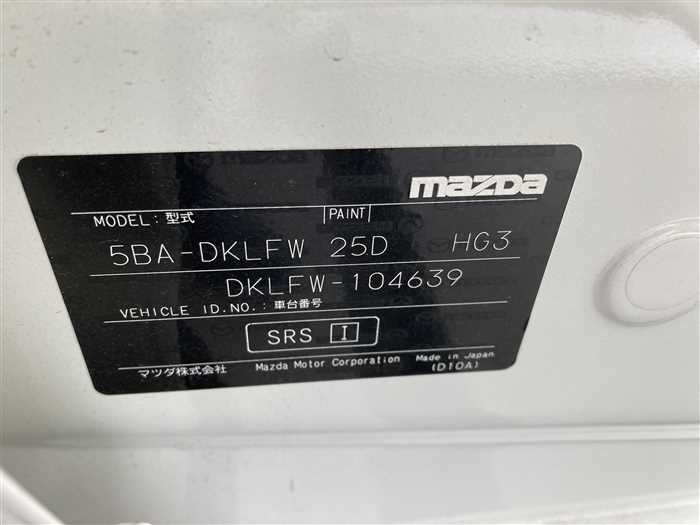 mazda
MODEL: 型式 PAINT
5BA-DKLFW 25D HG3
DKLFW-104639
VEHICLE ID.NO.: 車台番号
SRS I
マツダ株式会社 Mazda Motor Corporation Made in Japan
(D10A)